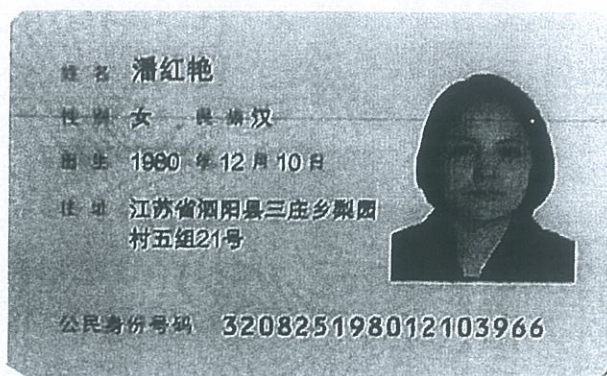 姓名 潘红艳
性别 女 民族 汉
出生 1980 年 12 月 10 日
住址 江苏省泗阳县三庄乡梨园
村五组21号
公民身份号码 320825198012103966